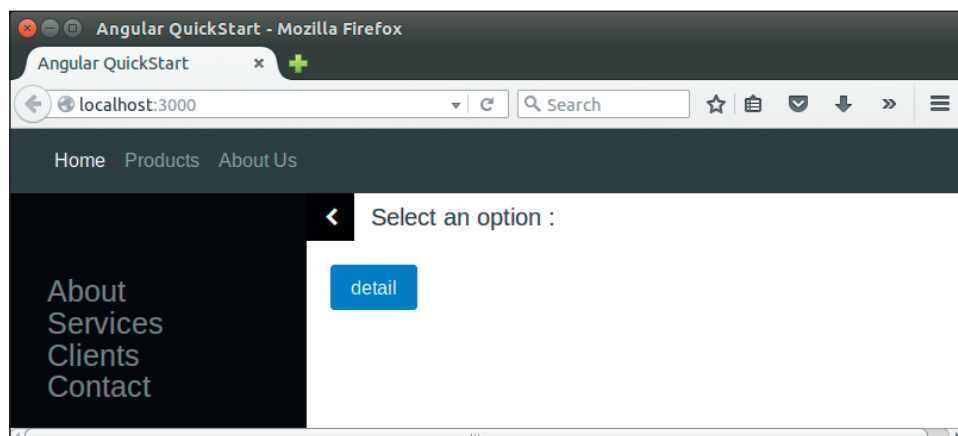 Angular QuickStart - Mozilla Firefox
Angular QuickStart
localhost:3000
Search
Home Products About Us
Select an option :
detail
About
Services
Clients
Contact